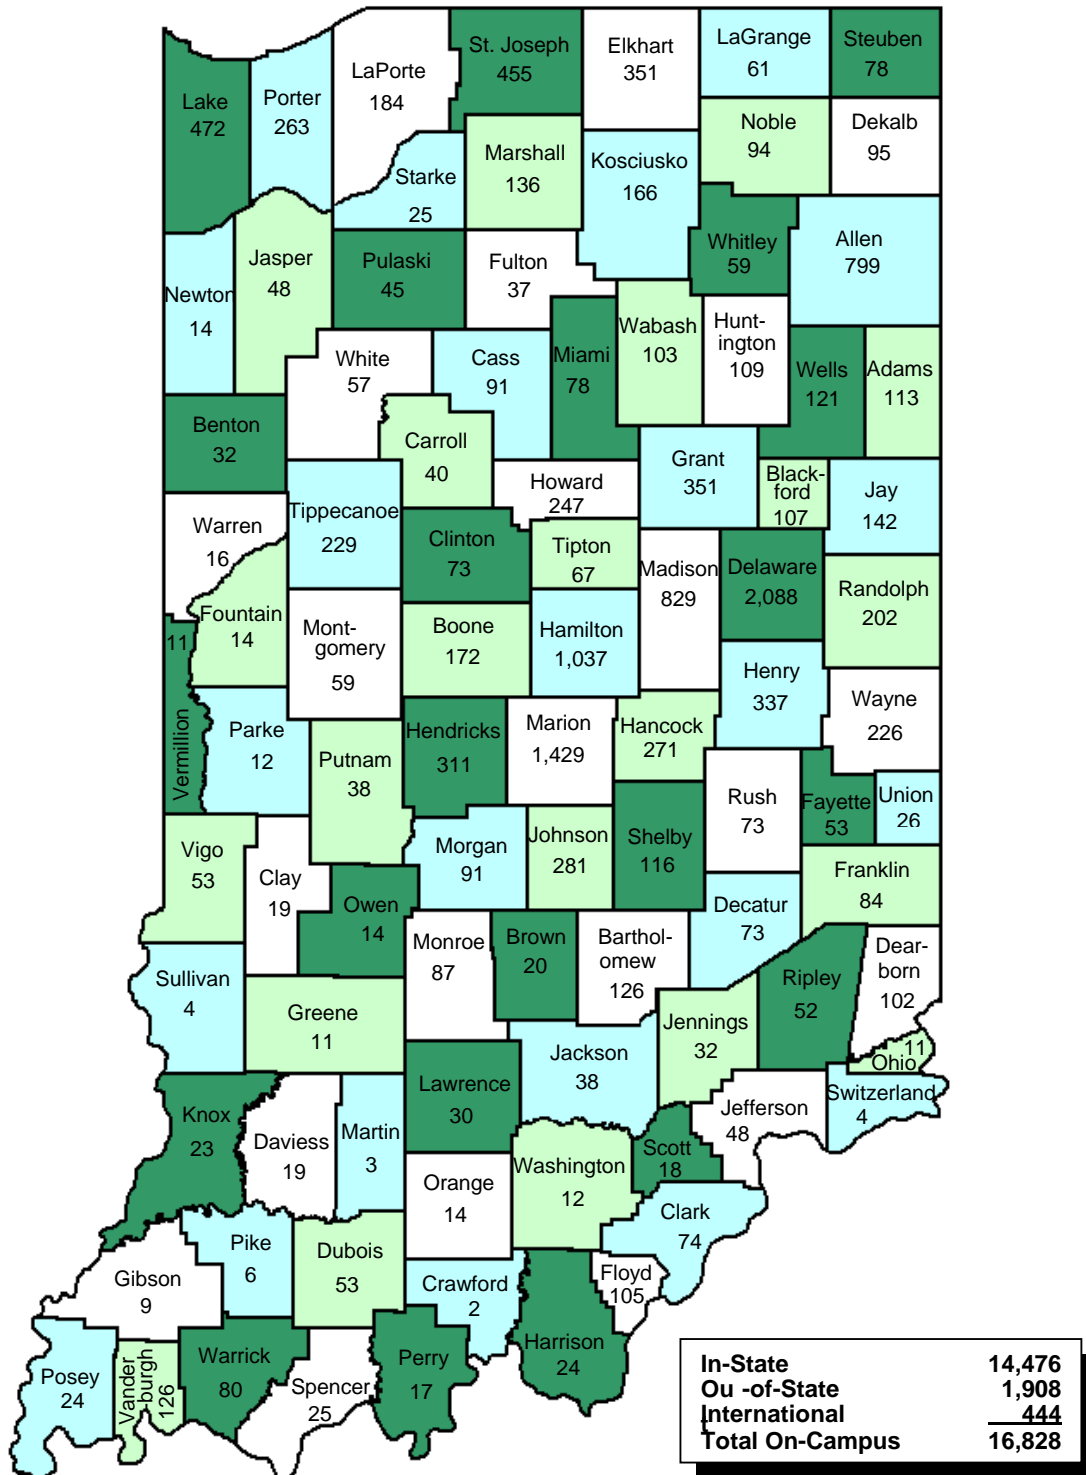 St. Joseph
455
Elkhart
351
LaGrange
61
Steuben
78
LaPorte
184
Lake
472
Porter
263
Noble
94
Dekalb
95
Marshall
136
Kosciusko
166
Starke
25
Whitley
59
Allen
799
Jasper
48
Pulaski
45
Fulton
37
Newton
14
Wabash
103
Hunt-
ington
109
White
57
Cass
91
Miami
78
Wells
121
Adams
113
Benton
32
Carroll
40
Grant
351
Black-
ford
107
Jay
142
Howard
247
Tippecanoe
229
Warren
16
Clinton
73
Tipton
67
Madison
829
Delaware
2,088
Randolph
202
Fountain
14
Mont-
gomery
59
Boone
172
Hamilton
1,037
11
Vermillion
Henry
337
Wayne
226
Parke
12
Putnam
38
Hendricks
311
Marion
1,429
Hancock
271
Rush
73
Fayette
53
Union
26
Vigo
53
Clay
19
Morgan
91
Johnson
281
Shelby
116
Franklin
84
Owen
14
Decatur
73
Monroe
87
Brown
20
Barthol-
omew
126
Dear-
born
102
Ripley
52
Sullivan
4
Greene
11
Jennings
32
Jackson
38
11
Ohio
Lawrence
30
Switzerland
4
Jefferson
48
Knox
23
Daviess
19
Martin
3
Scott
18
Washington
12
Orange
14
Clark
74
Pike
6
Dubois
53
Gibson
9
Crawford
2
Floyd
105
Harrison
24
Posey
24
Vander
-burgh
126
Warrick
80
Spencer
25
Perry
17
In-State 14,476
Ou -of-State 1,908
International 444
Total On-Campus 16,828